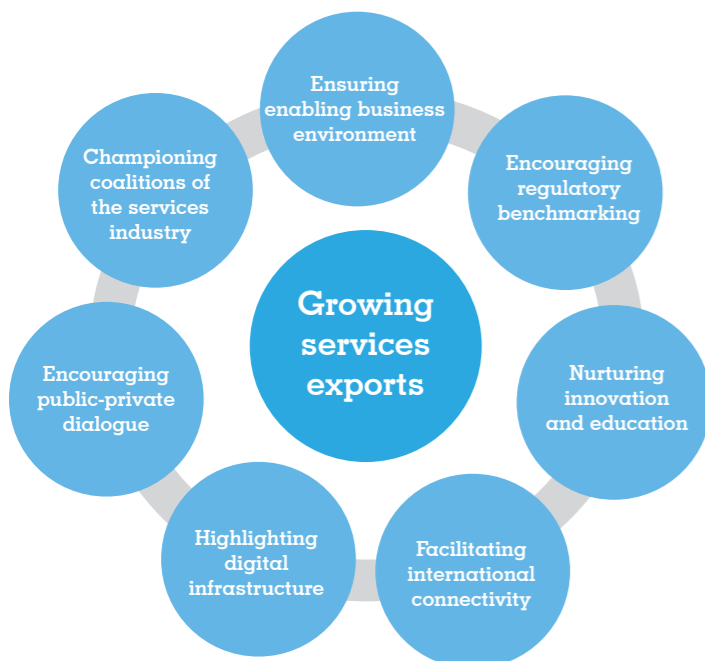 Ensuring
enabling business
environment
Encouraging
regulatory
benchmarking
Nurturing
innovation
and education
Facilitating
international
connectivity
Highlighting
digital
infrastructure
Encouraging
public-private
dialogue
Championing
coalitions of
the services
industry
Growing
services
exports